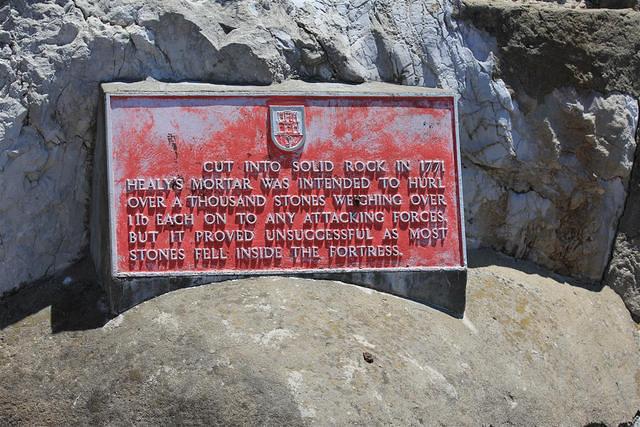 CUT INTO SOLID ROCK IN 1771
HEALY'S MORTAR WAS INTENDED TO HURL
OVER A THOUSAND STONES WEIGHING OVER
1lb EACH ON TO ANY ATTACKING FORCES.
BUT IT PROVED UNSUCCESSFUL AS MOST
STONES FELL INSIDE THE FORTRESS.